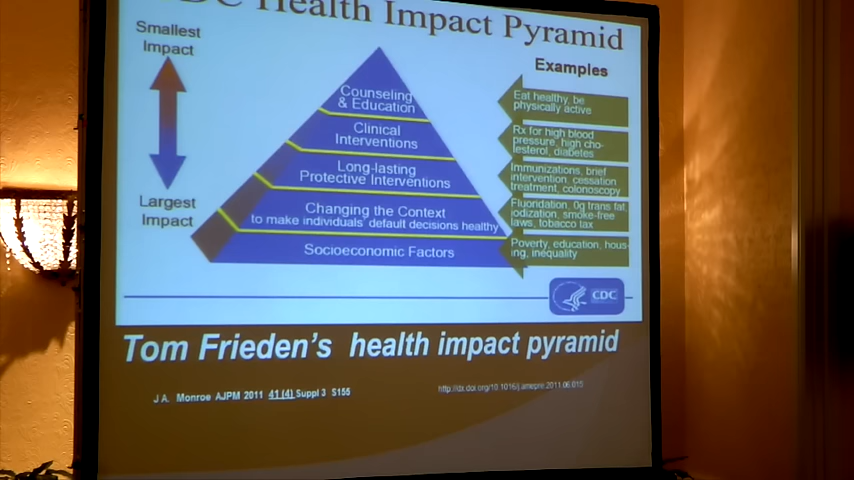 CDC Health Impact Pyramid
Smallest
Impact
Largest
Impact
Counseling
& Education
Clinical
Interventions
Long-lasting
Protective Interventions
Changing the Context
to make individuals' default decisions healthy
Socioeconomic Factors
Examples
Eat healthy, be
physically active
Rx for high blood
pressure, high cho-
lesterol, diabetes
Immunizations, brief
intervention, cessation
treatment, colonoscopy
Fluoridation, 0g trans fat,
iodization, smoke-free
laws, tobacco tax
Poverty, education, hous-
ing, inequality
CDC
Tom Frieden's health impact pyramid
J.A. Monroe AJPM 2011 41(4) Suppl 3 S155
http://dx.doi.org/10.1016/j.amepre.2011.06.015